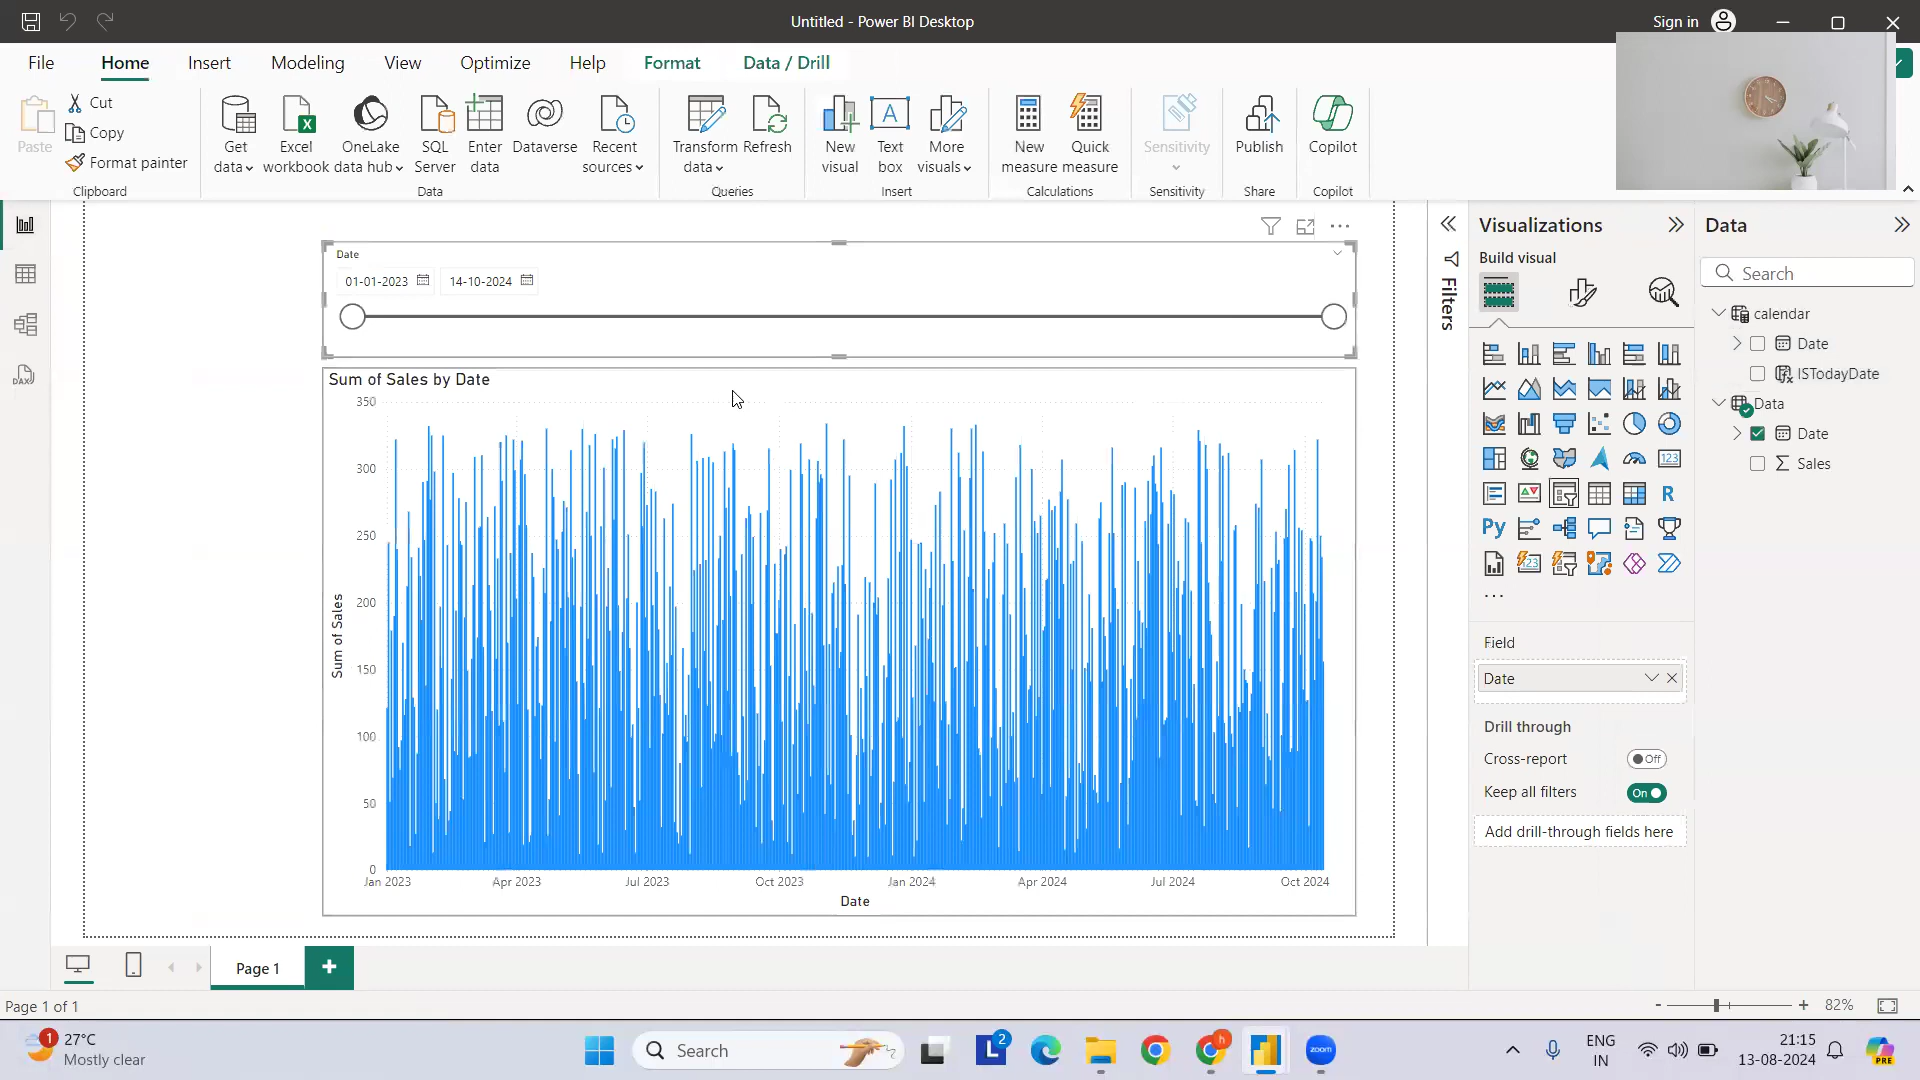 Untitled - Power BI Desktop
Sign in
File Home Insert Modeling View Optimize Help Format Data / Drill
Paste
Cut
Copy
Format painter
Clipboard
Get data
Excel workbook
OneLake data hub
SQL Server
Enter data
Dataverse
Recent sources
Data
Transform data
Refresh
Queries
New visual
Text box
More visuals
Insert
New measure
Quick measure
Calculations
Sensitivity
Sensitivity
Publish
Share
Copilot
Copilot
Date
01-01-2023 14-10-2024
Sum of Sales by Date
350
300
250
200
150
100
50
0
Sum of Sales
Jan 2023 Apr 2023 Jul 2023 Oct 2023 Jan 2024 Apr 2024 Jul 2024 Oct 2024
Date
Filters
Visualizations
Build visual
123
R
Py
123
Field
Date
Drill through
Cross-report Off
Keep all filters On
Add drill-through fields here
Data
Search
calendar
Date
ISTodayDate
Data
Date
Sales
Page 1
Page 1 of 1
- + 82%
1
27°C
Mostly clear
Search
L 2
h
zoom
ENG
IN
21:15
13-08-2024
PRE